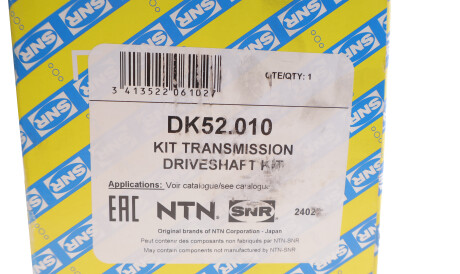 SNR
QTE/QTY: 1
3 413522 061027
DK52.010
KIT TRANSMISSION
DRIVESHAFT KIT
Applications: Voir catalogue/see catalogue
EAC NTN SNR
Original brands of NTN Corporation - Japan
Peut contenir des composants non fabriqués par NTN-SNR
May contain components not manufactured by NTN-SNR